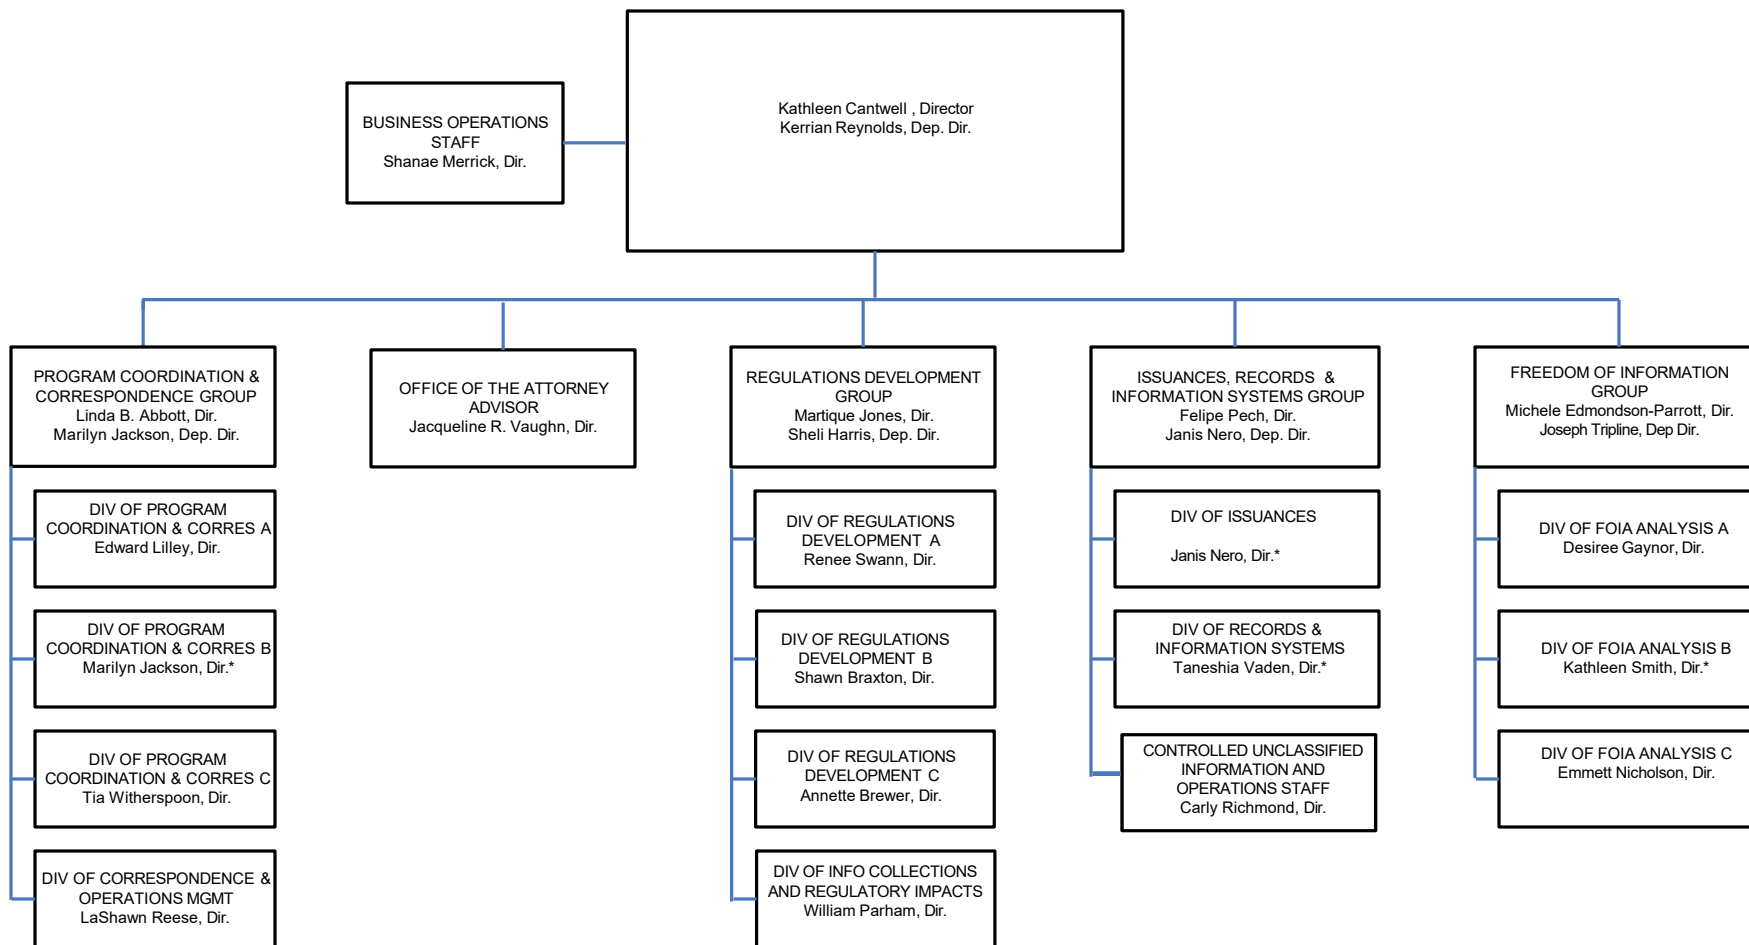 Kathleen Cantwell , Director
Kerrian Reynolds, Dep. Dir.
BUSINESS OPERATIONS
STAFF
Shanae Merrick, Dir.
PROGRAM COORDINATION &
CORRESPONDENCE GROUP
Linda B. Abbott, Dir.
Marilyn Jackson, Dep. Dir.
DIV OF PROGRAM
COORDINATION & CORRES A
Edward Lilley, Dir.
DIV OF PROGRAM
COORDINATION & CORRES B
Marilyn Jackson, Dir.*
DIV OF PROGRAM
COORDINATION & CORRES C
Tia Witherspoon, Dir.
DIV OF CORRESPONDENCE &
OPERATIONS MGMT
LaShawn Reese, Dir.
OFFICE OF THE ATTORNEY
ADVISOR
Jacqueline R. Vaughn, Dir.
REGULATIONS DEVELOPMENT
GROUP
Martique Jones, Dir.
Sheli Harris, Dep. Dir.
DIV OF REGULATIONS
DEVELOPMENT A
Renee Swann, Dir.
DIV OF REGULATIONS
DEVELOPMENT B
Shawn Braxton, Dir.
DIV OF REGULATIONS
DEVELOPMENT C
Annette Brewer, Dir.
DIV OF INFO COLLECTIONS
AND REGULATORY IMPACTS
William Parham, Dir.
ISSUANCES, RECORDS &
INFORMATION SYSTEMS GROUP
Felipe Pech, Dir.
Janis Nero, Dep. Dir.
DIV OF ISSUANCES
Janis Nero, Dir.*
DIV OF RECORDS &
INFORMATION SYSTEMS
Taneshia Vaden, Dir.*
CONTROLLED UNCLASSIFIED
INFORMATION AND
OPERATIONS STAFF
Carly Richmond, Dir.
FREEDOM OF INFORMATION
GROUP
Michele Edmondson-Parrott, Dir.
Joseph Tripline, Dep Dir.
DIV OF FOIA ANALYSIS A
Desiree Gaynor, Dir.
DIV OF FOIA ANALYSIS B
Kathleen Smith, Dir.*
DIV OF FOIA ANALYSIS C
Emmett Nicholson, Dir.